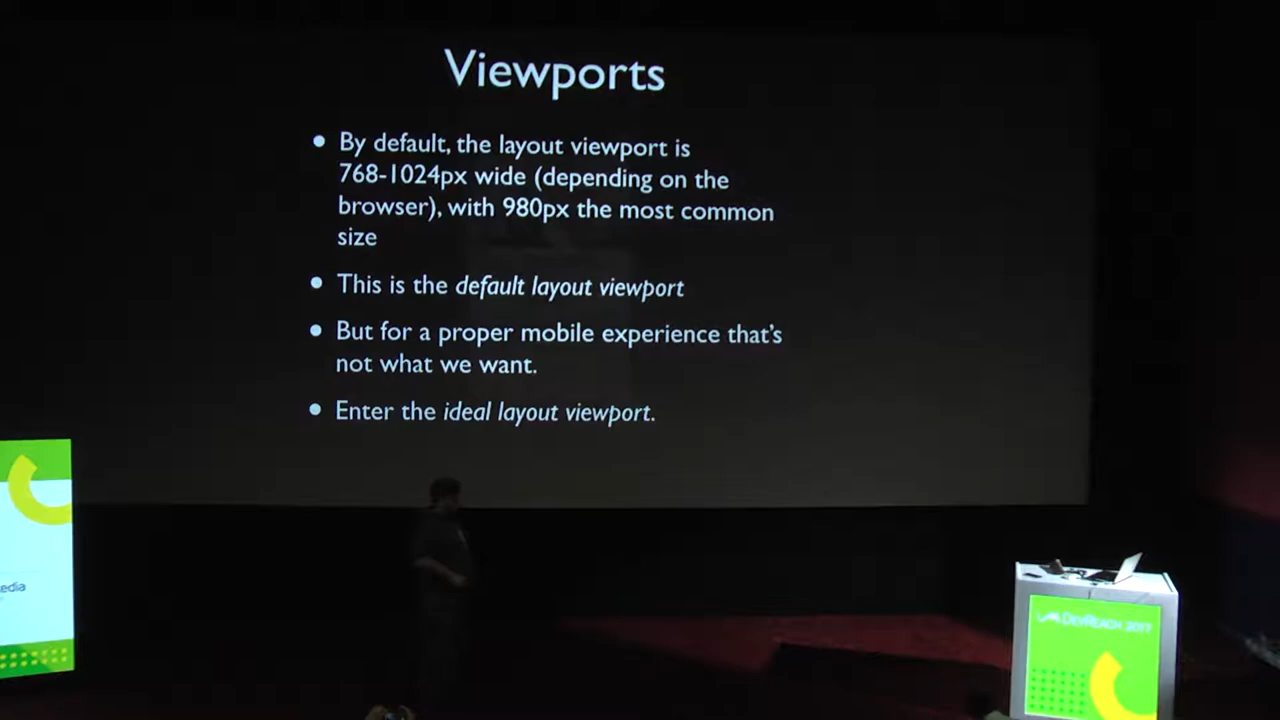 Viewports
• By default, the layout viewport is
768-1024px wide (depending on the
browser), with 980px the most common
size
• This is the default layout viewport
• But for a proper mobile experience that's
not what we want.
• Enter the ideal layout viewport.
edia
DEVREACH 2017